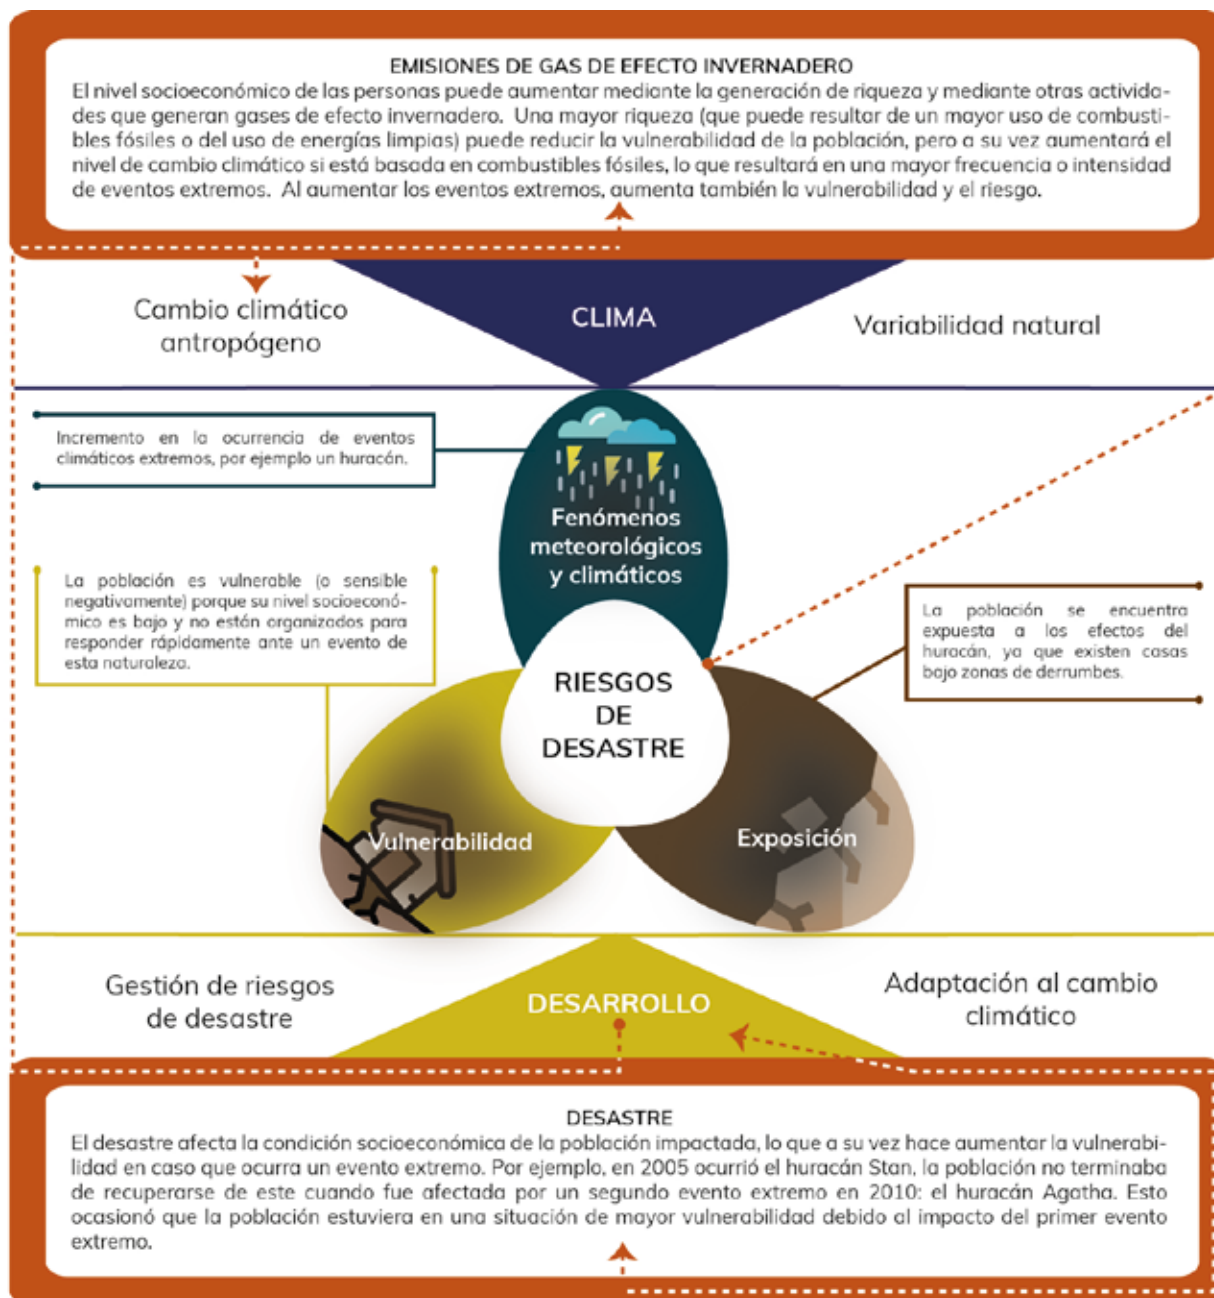 EMISIONES DE GAS DE EFECTO INVERNADERO
El nivel socioeconómico de las personas puede aumentar mediante la generación de riqueza y mediante otras activida-
des que generan gases de efecto invernadero. Una mayor riqueza (que puede resultar de un mayor uso de combusti-
bles fósiles o del uso de energías limpias) puede reducir la vulnerabilidad de la población, pero a su vez aumentará el
nivel de cambio climático si está basada en combustibles fósiles, lo que resultará en una mayor frecuencia o intensidad
de eventos extremos. Al aumentar los eventos extremos, aumenta también la vulnerabilidad y el riesgo.
Cambio climático
antropógeno
CLIMA
Variabilidad natural
Incremento en la ocurrencia de eventos
climáticos extremos, por ejemplo un huracán.
Fenómenos
meteorológicos
y climáticos
La población es vulnerable (o sensible
negativamente) porque su nivel socioeconó-
mico es bajo y no están organizados para
responder rápidamente ante un evento de
esta naturaleza.
La población se encuentra
expuesta a los efectos del
huracán, ya que existen casas
bajo zonas de derrumbes.
RIESGOS
DE
DESASTRE
Vulnerabilidad
Exposición
Gestión de riesgos
de desastre
DESARROLLO
Adaptación al cambio
climático
DESASTRE
El desastre afecta la condición socioeconómica de la población impactada, lo que a su vez hace aumentar la vulnerabi-
lidad en caso que ocurra un evento extremo. Por ejemplo, en 2005 ocurrió el huracán Stan, la población no terminaba
de recuperarse de este cuando fue afectada por un segundo evento extremo en 2010: el huracán Agatha. Esto
ocasionó que la población estuviera en una situación de mayor vulnerabilidad debido al impacto del primer evento
extremo.